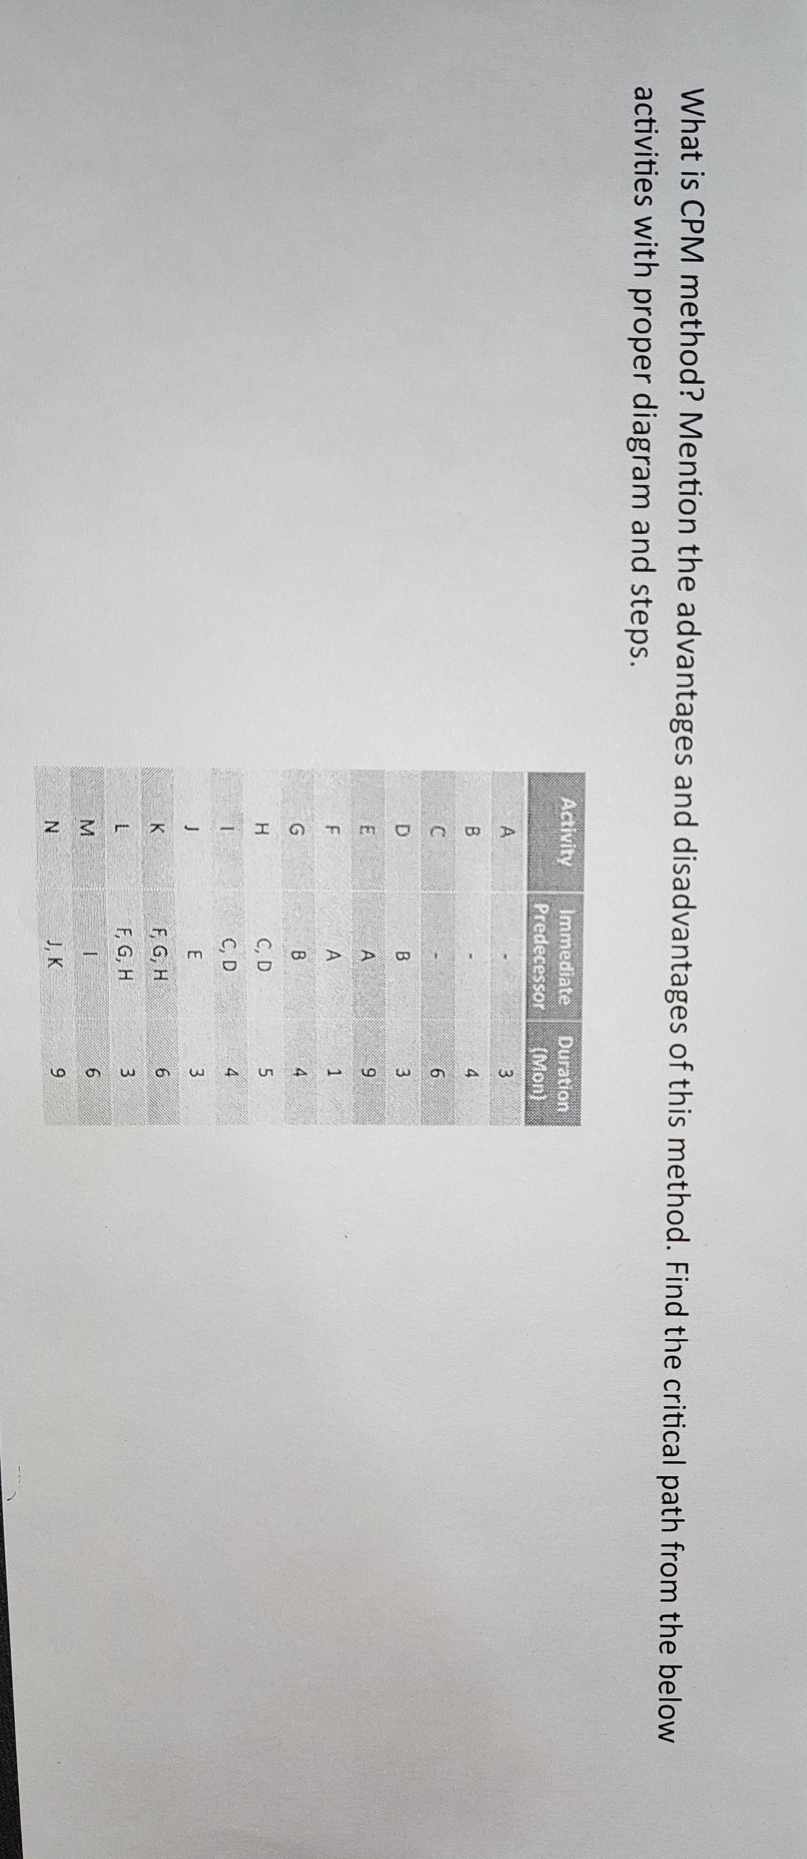 What is CPM method? Mention the advantages and disadvantages of this method. Find the critical path from the below
activities with proper diagram and steps.
Activity Immediate Predecessor Duration (Mon)
A - 3
B - 4
C - 6
D B 3
E A 9
F A 1
G B 4
H C, D 5
I C, D 4
J E 3
K F, G, H 6
L F, G, H 3
M I 6
N J, K 9